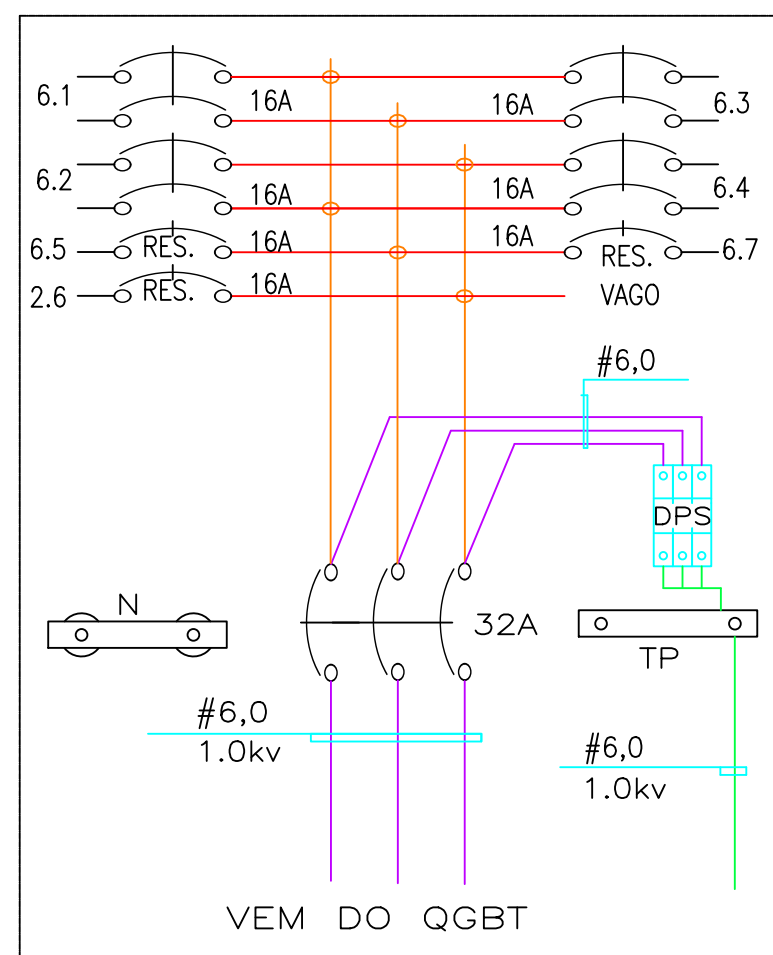 6.1 16A 16A 6.3
6.2 16A 16A 6.4
6.5 RES. 16A 16A RES. 6.7
2.6 RES. 16A VAGO
#6,0
DPS
N
32A
TP
#6,0
1.0kv
#6,0
1.0kv
VEM DO QGBT